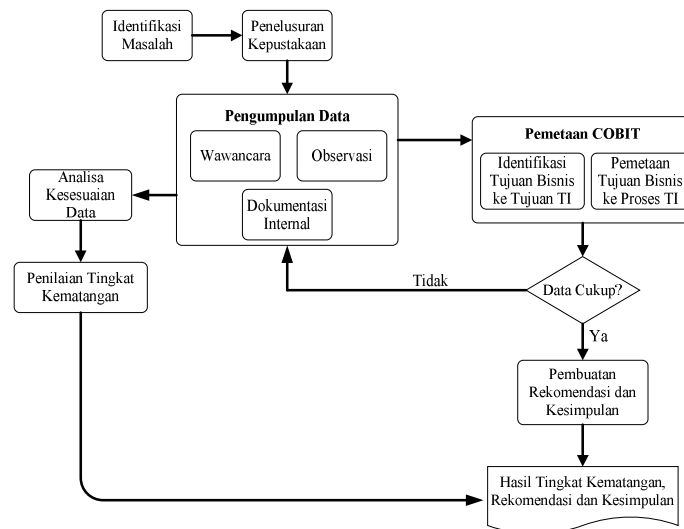 Identifikasi
Masalah
Penelusuran
Kepustakaan
Pengumpulan Data
Wawancara
Observasi
Dokumentasi
Internal
Pemetaan COBIT
Identifikasi
Tujuan Bisnis
ke Tujuan TI
Pemetaan
Tujuan Bisnis
ke Proses TI
Analisa
Kesesuaian
Data
Penilaian Tingkat
Kematangan
Tidak
Data Cukup?
Ya
Pembuatan
Rekomendasi dan
Kesimpulan
Hasil Tingkat Kematangan,
Rekomendasi dan Kesimpulan